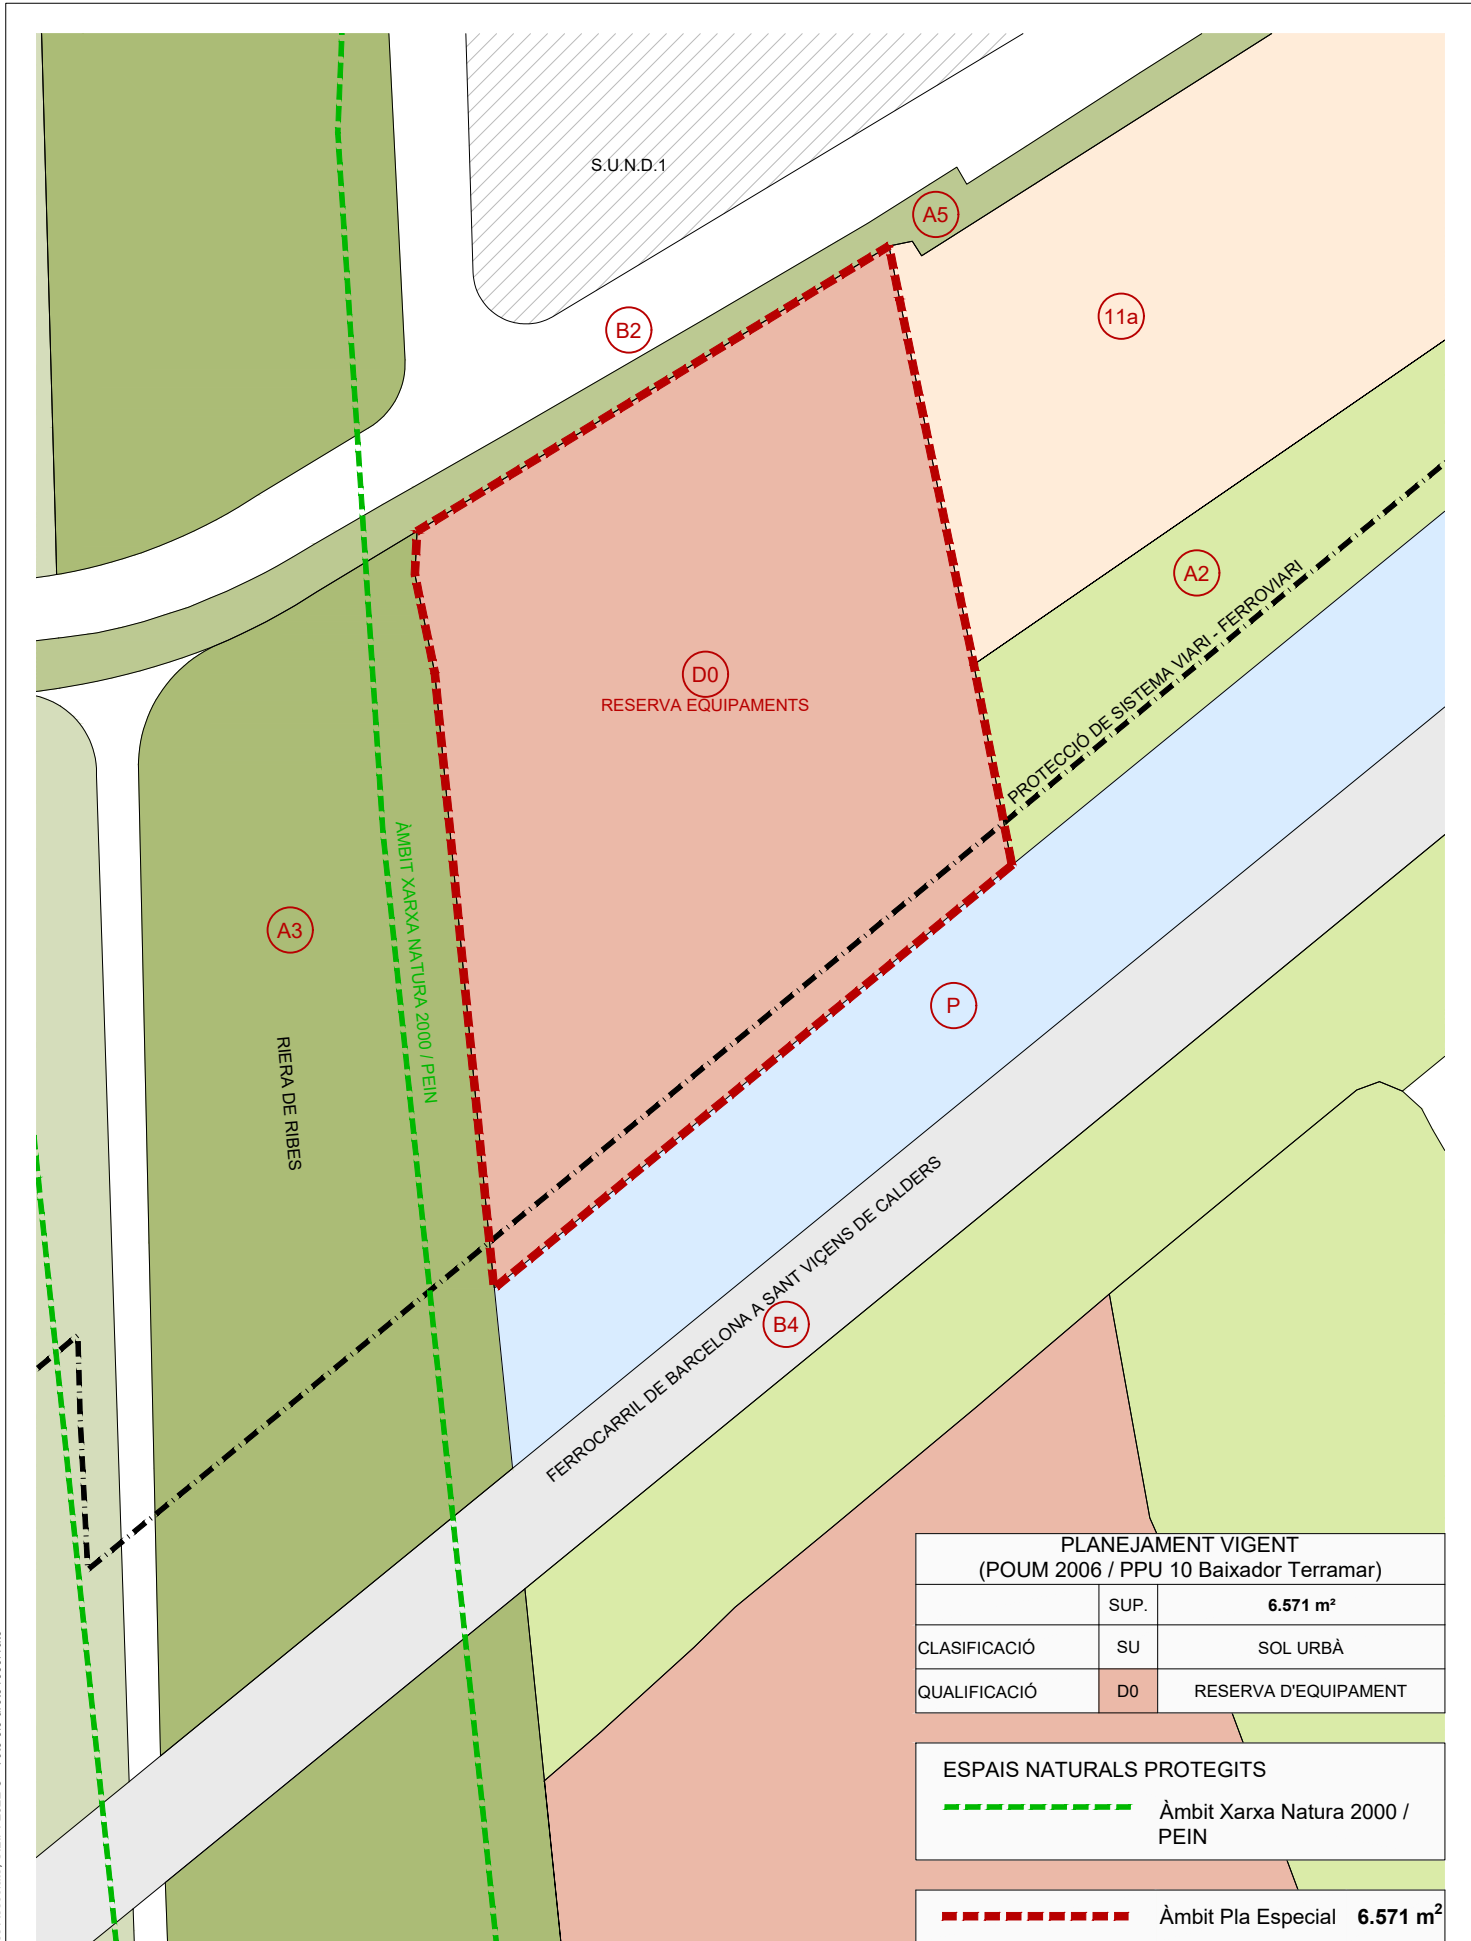 S.U.N.D.1
A5
B2
11a
A2
PROTECCIÓ DE SISTEMA VIARI - FERROVIARI
D0
RESERVA EQUIPAMENTS
ÀMBIT XARXA NATURA 2000 / PEIN
A3
P
RIERA DE RIBES
FERROCARRIL DE BARCELONA A SANT VIÇENS DE CALDERS
B4
PLANEJAMENT VIGENT
(POUM 2006 / PPU 10 Baixador Terramar)
SUP. 6.571 m²
CLASIFICACIÓ SU SOL URBÀ
QUALIFICACIÓ D0 RESERVA D'EQUIPAMENT
ESPAIS NATURALS PROTEGITS
Àmbit Xarxa Natura 2000 /
PEIN
Àmbit Pla Especial 6.571 m²